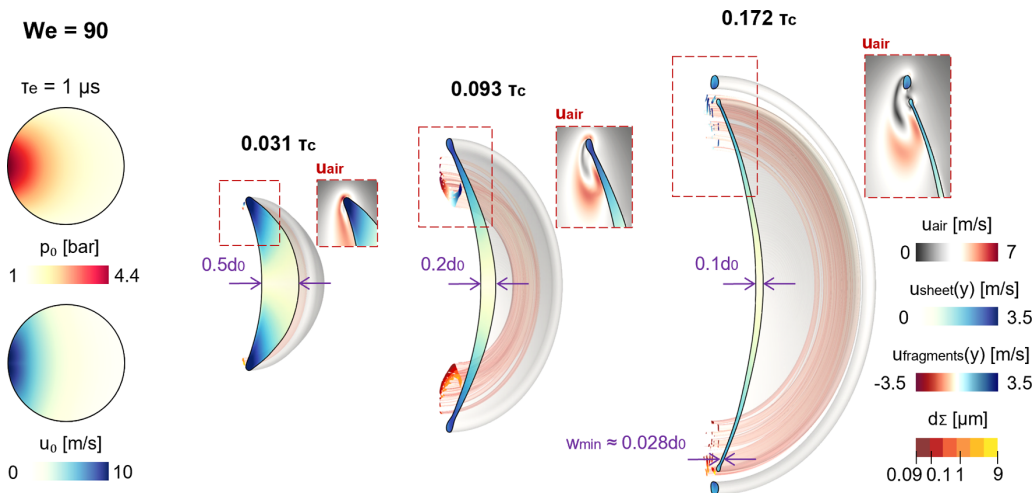 We = 90
τe = 1 µs
p₀ [bar]
1 4.4
u₀ [m/s]
0 10
0.031 τc
uair
0.5d₀
0.093 τc
uair
0.2d₀
0.172 τc
uair
0.1d₀
wmin ≈ 0.028d₀
uair [m/s]
0 7
usheet(y) [m/s]
0 3.5
ufragments(y) [m/s]
-3.5 3.5
dΣ [µm]
0.09 0.1 1 9